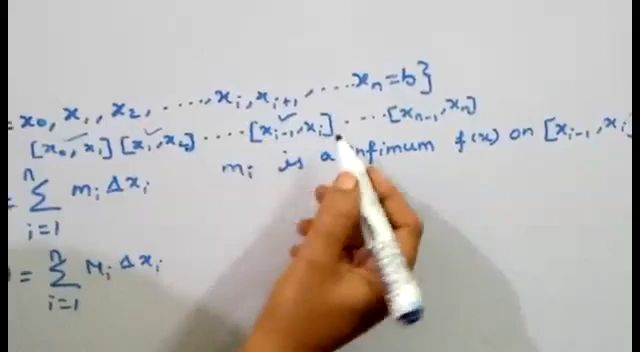 = x₀, x₁, x₂, ....., xᵢ, xᵢ₊₁, ..... xₙ = b}
[x₀, x₁] [x₁, x₂] ..... [xᵢ₋₁, xᵢ] ..... [xₙ₋₁, xₙ]
mᵢ is a infimum f(x) on [xᵢ₋₁, xᵢ]
= n∑i=1 mᵢ Δxᵢ
= n∑i=1 Mᵢ Δxᵢ